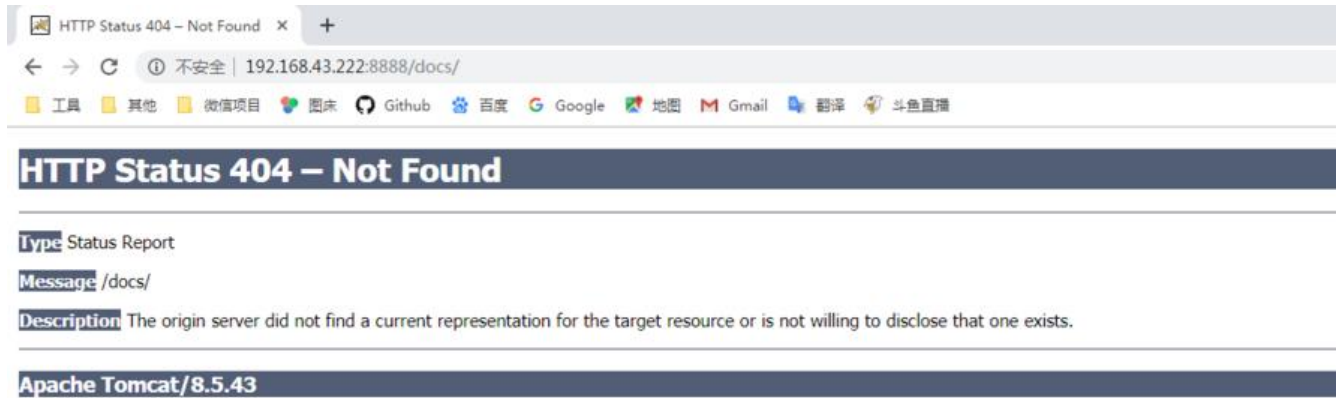 HTTP Status 404 – Not Found
不安全 | 192.168.43.222:8888/docs/
工具 其他 微信项目 图床 Github 百度 Google 地图 Gmail 翻译 斗鱼直播
HTTP Status 404 – Not Found
Type Status Report
Message /docs/
Description The origin server did not find a current representation for the target resource or is not willing to disclose that one exists.
Apache Tomcat/8.5.43